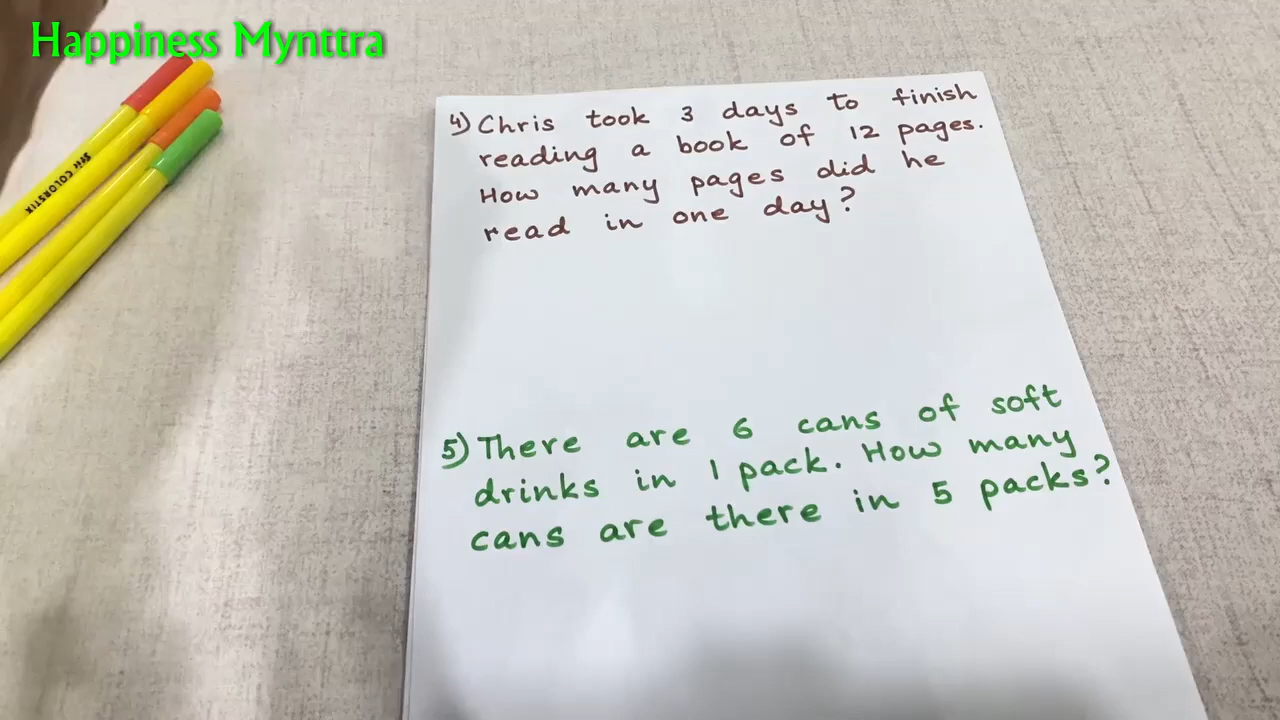 Happiness Mynttra
STIC COLORSTIX
4) Chris took 3 days to finish
reading a book of 12 pages.
How many pages did he
read in one day?
5) There are 6 cans of soft
drinks in 1 pack. How many
cans are there in 5 packs?